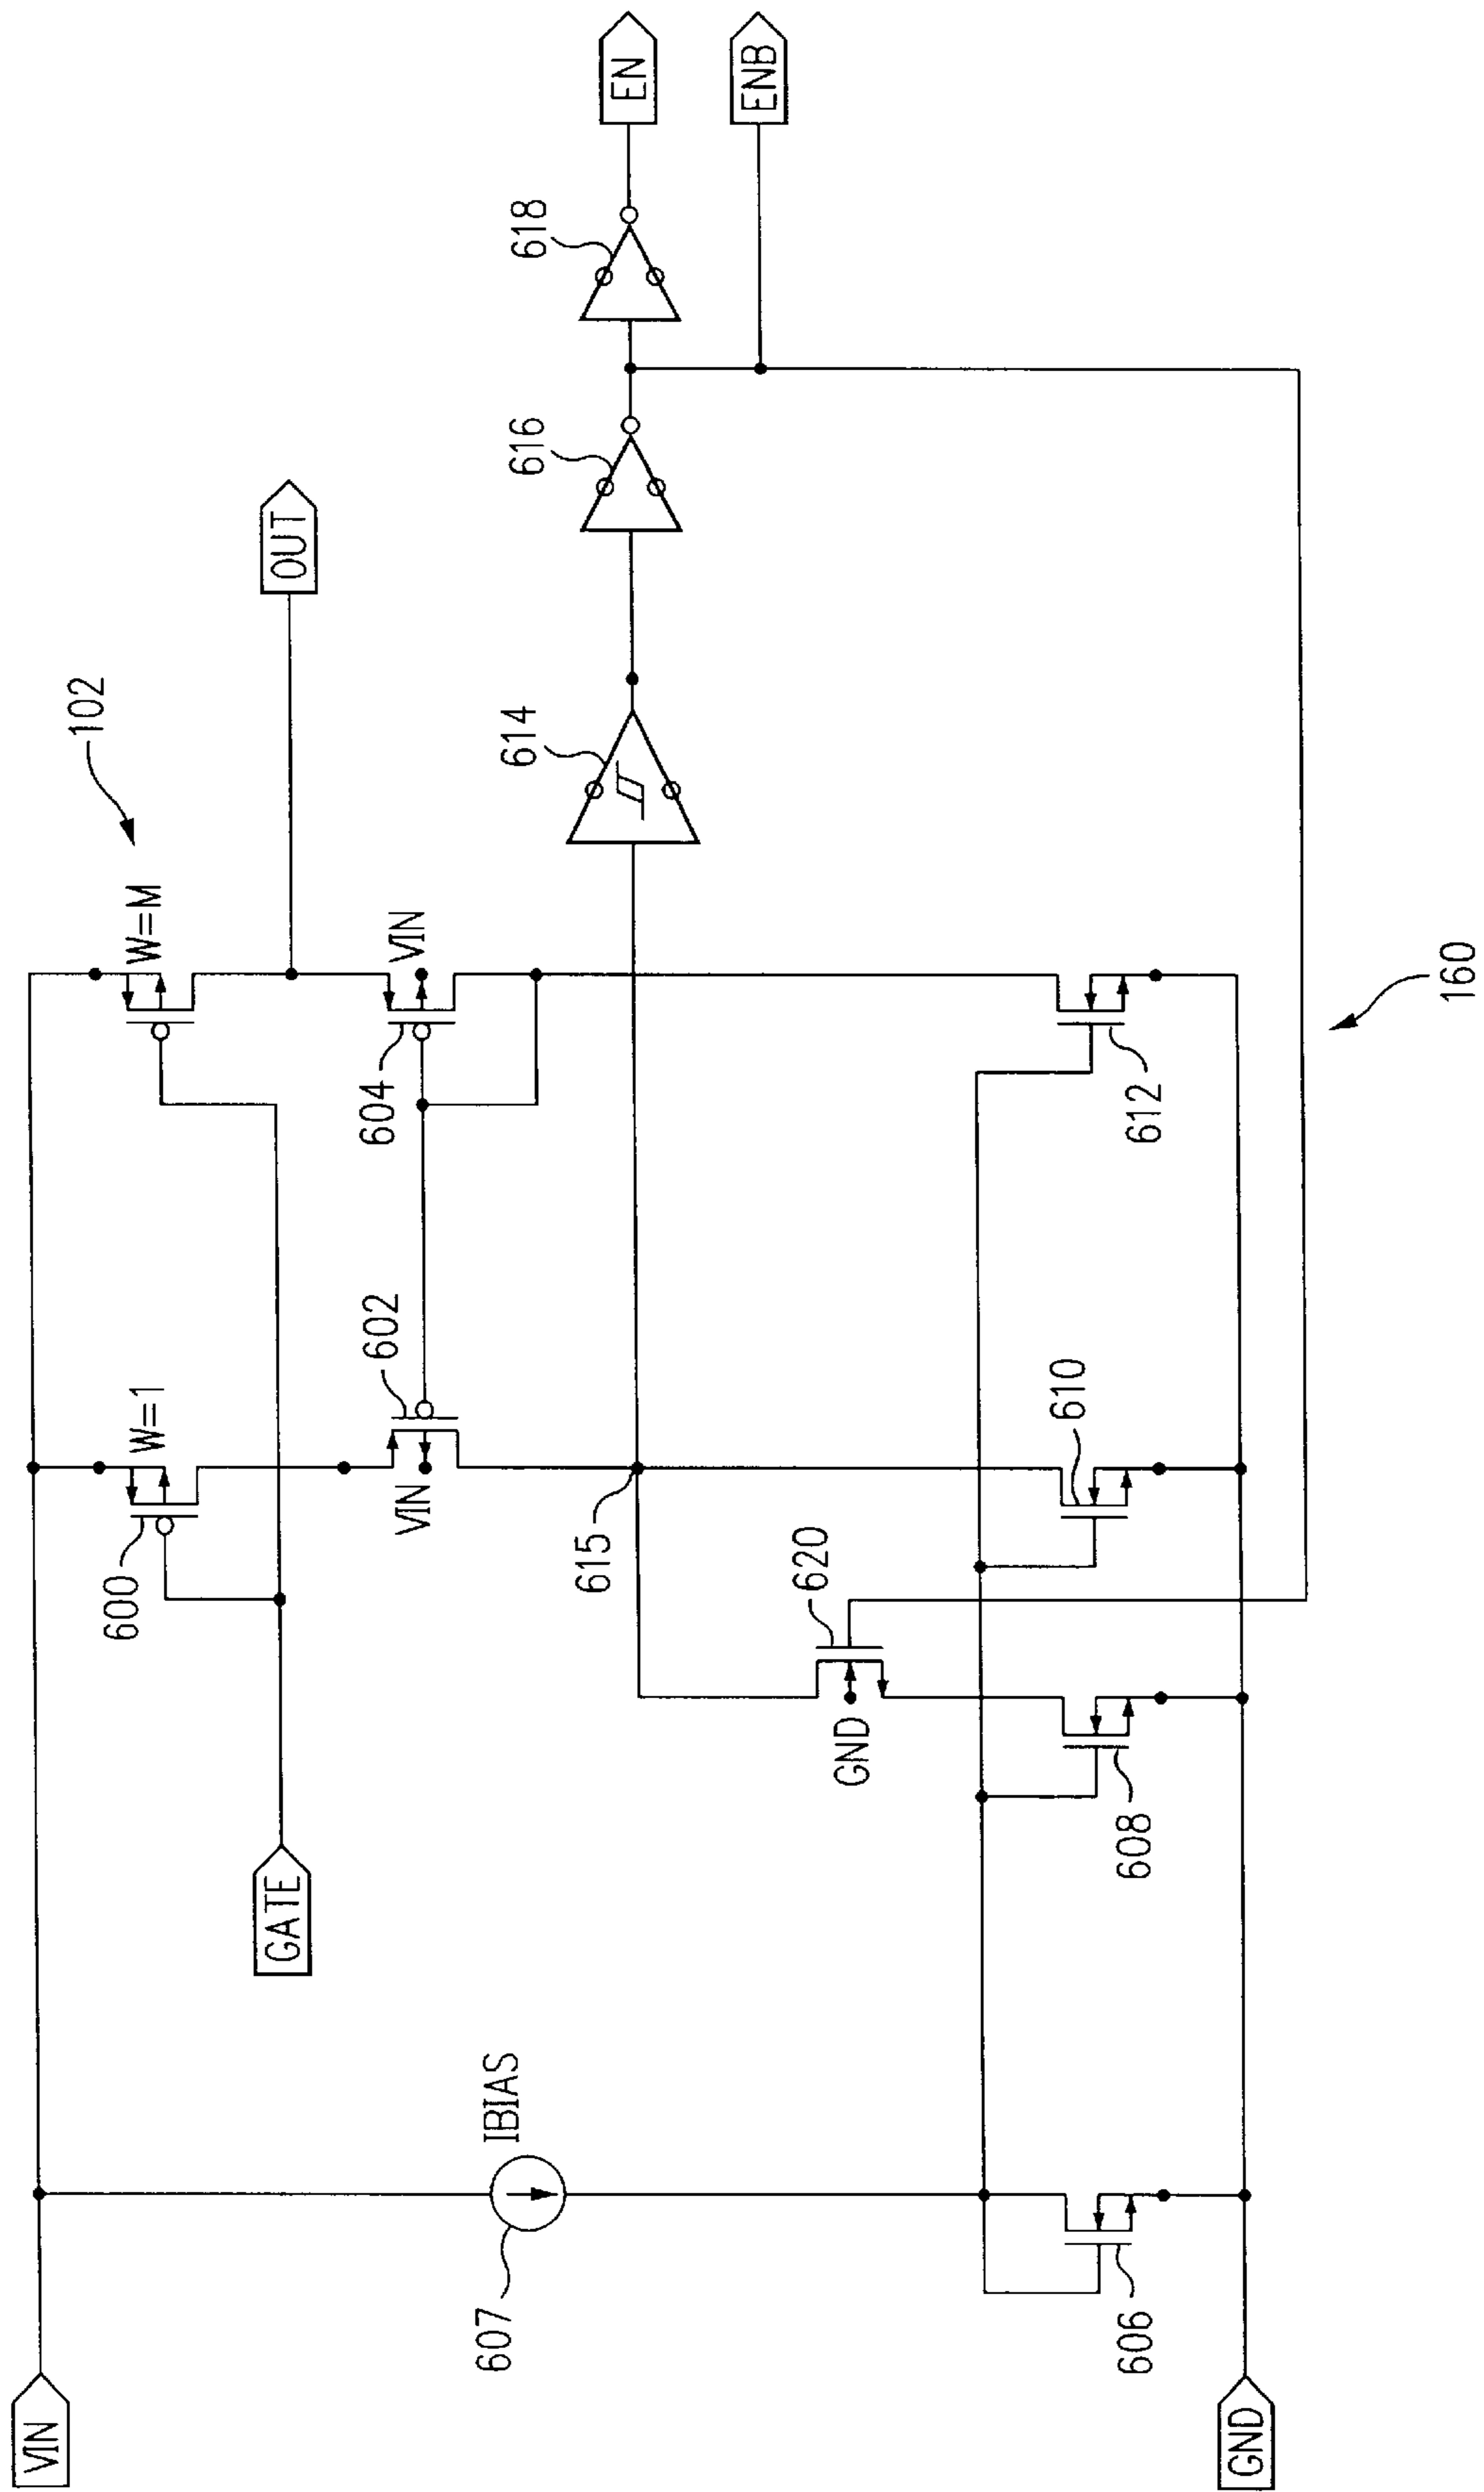 VIN
GATE
GND
607
IBIAS
606
600
W=1
VIN
602
615
GND
620
608
610
102
W=M
604
VIN
612
OUT
614
616
618
EN
ENB
160